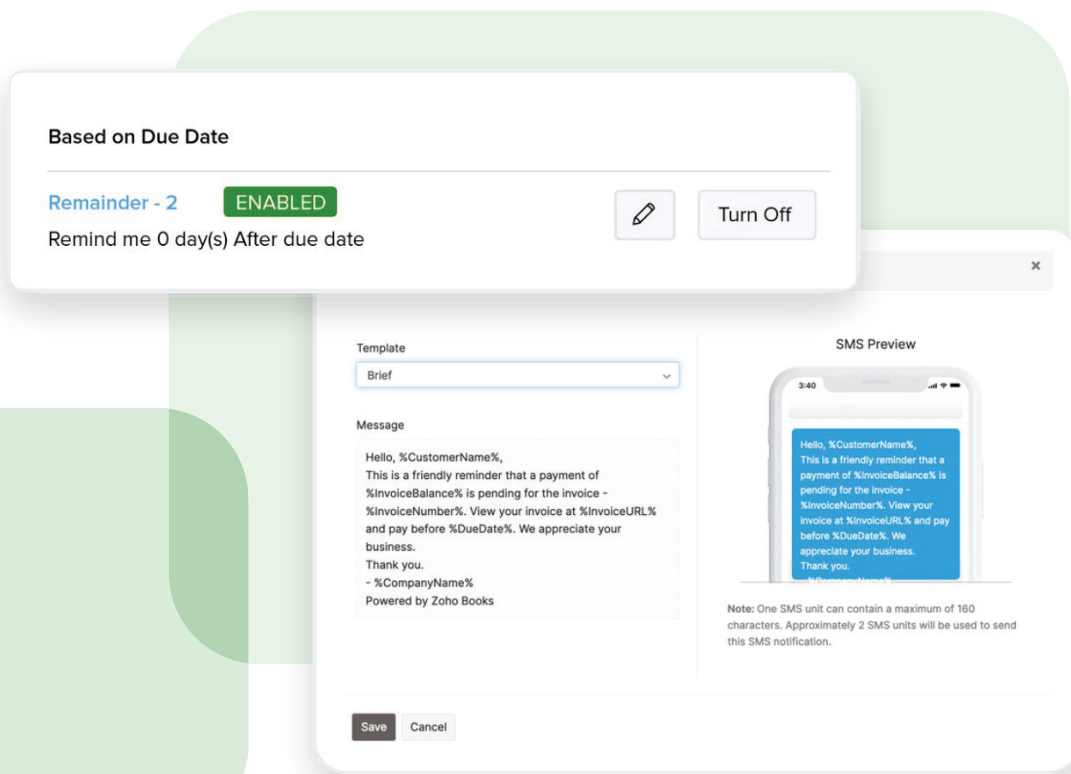 Based on Due Date
Remainder - 2 ENABLED
Remind me 0 day(s) After due date
Turn Off
Template
Brief
Message
Hello, %CustomerName%,
This is a friendly reminder that a payment of
%InvoiceBalance% is pending for the invoice -
%InvoiceNumber%. View your invoice at %InvoiceURL%
and pay before %DueDate%. We appreciate your
business.
Thank you.
- %CompanyName%
Powered by Zoho Books
SMS Preview
3:40
Hello, %CustomerName%,
This is a friendly reminder that a
payment of %InvoiceBalance% is
pending for the invoice -
%InvoiceNumber%. View your
invoice at %InvoiceURL% and pay
before %DueDate%. We
appreciate your business.
Thank you.
- %CompanyName%
Note: One SMS unit can contain a maximum of 160
characters. Approximately 2 SMS units will be used to send
this SMS notification.
Save Cancel